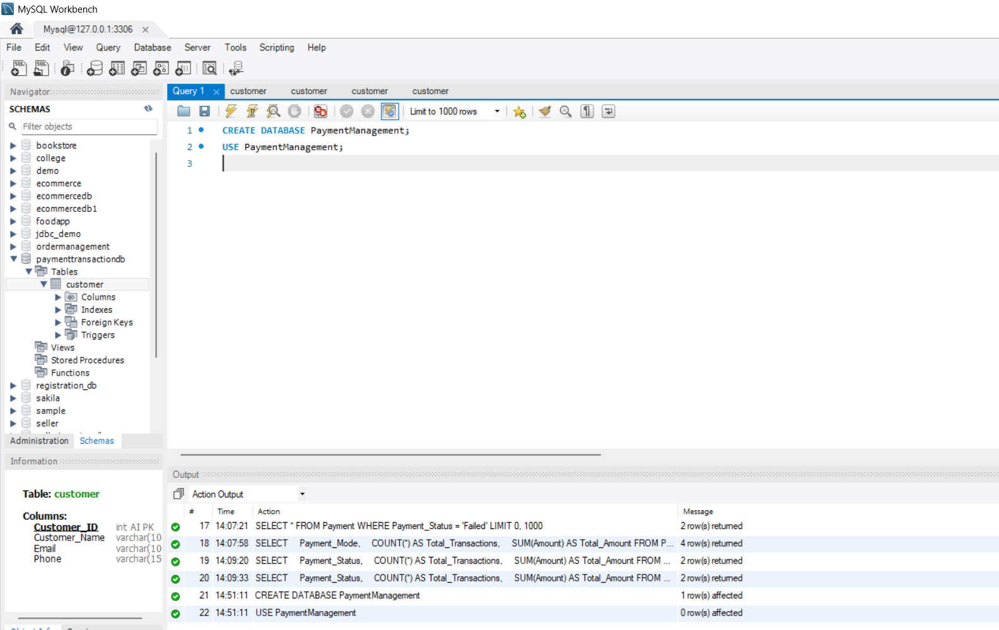 MySQL Workbench
Mysql@127.0.0.1:3306
File Edit View Query Database Server Tools Scripting Help
Navigator
SCHEMAS
Filter objects
bookstore
college
demo
ecommerce
ecommercedb
ecommercedb1
foodapp
jdbc_demo
ordermanagement
paymenttransactiondb
Tables
customer
Columns
Indexes
Foreign Keys
Triggers
Views
Stored Procedures
Functions
registration_db
sakila
sample
seller
Administration Schemas
Information
Table: customer
Columns:
Customer_ID int AI PK
Customer_Name varchar(10
Email varchar(10
Phone varchar(15
Query 1 customer customer customer customer
Limit to 1000 rows
1 CREATE DATABASE PaymentManagement;
2 USE PaymentManagement;
3
Output
Action Output
# Time Action Message
17 14:07:21 SELECT * FROM Payment WHERE Payment_Status = 'Failed' LIMIT 0, 1000 2 row(s) returned
18 14:07:58 SELECT Payment_Mode, COUNT(*) AS Total_Transactions, SUM(Amount) AS Total_Amount FROM P... 4 row(s) returned
19 14:09:20 SELECT Payment_Status, COUNT(*) AS Total_Transactions, SUM(Amount) AS Total_Amount FROM ... 2 row(s) returned
20 14:09:33 SELECT Payment_Status, COUNT(*) AS Total_Transactions, SUM(Amount) AS Total_Amount FROM ... 2 row(s) returned
21 14:51:11 CREATE DATABASE PaymentManagement 1 row(s) affected
22 14:51:11 USE PaymentManagement 0 row(s) affected